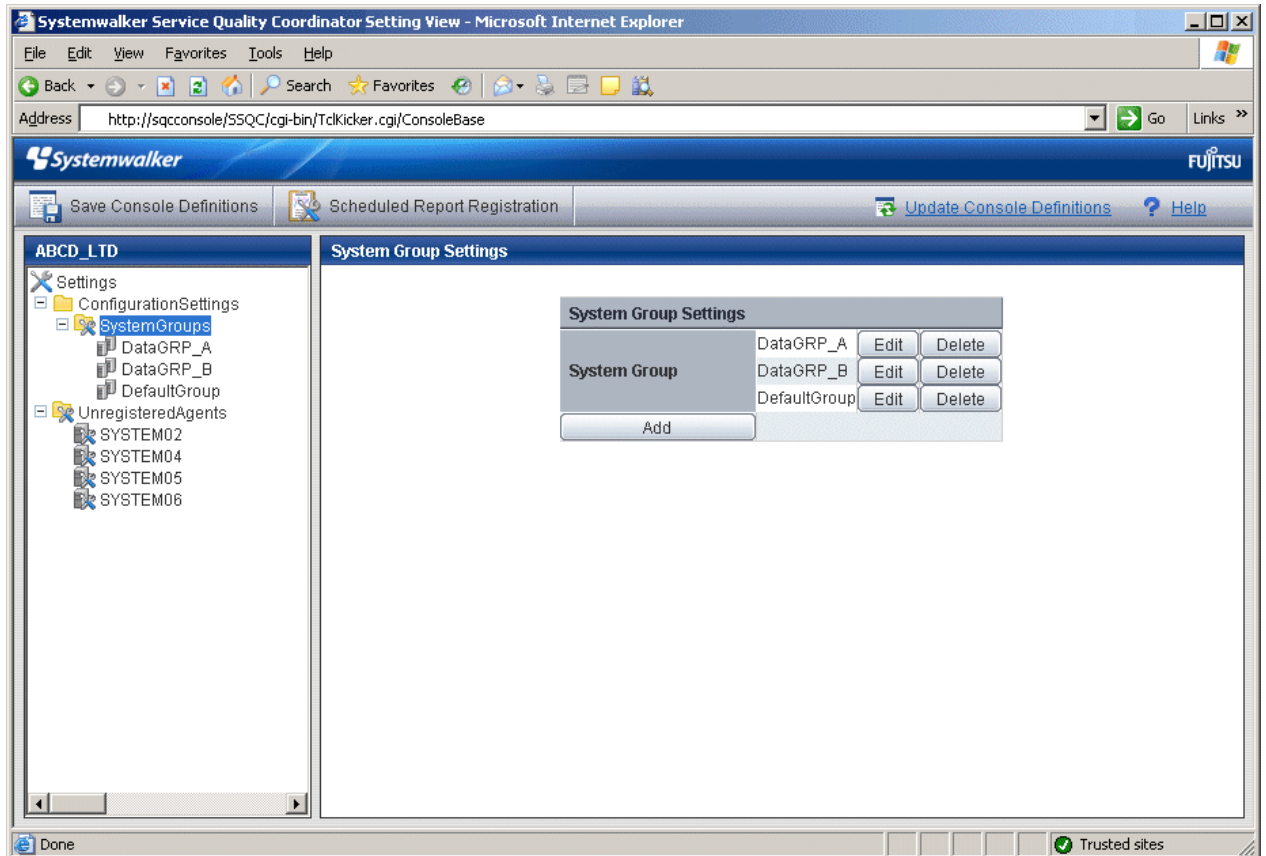 Systemwalker Service Quality Coordinator Setting View - Microsoft Internet Explorer
File Edit View Favorites Tools Help
Back Search Favorites
Address http://sqcconsole/SSQC/cgi-bin/TclKicker.cgi/ConsoleBase Go Links »
Systemwalker FUJITSU
Save Console Definitions Scheduled Report Registration Update Console Definitions ? Help
ABCD_LTD
Settings
ConfigurationSettings
SystemGroups
DataGRP_A
DataGRP_B
DefaultGroup
UnregisteredAgents
SYSTEM02
SYSTEM04
SYSTEM05
SYSTEM06
System Group Settings
System Group Settings
System Group
DataGRP_A Edit Delete
DataGRP_B Edit Delete
DefaultGroup Edit Delete
Add
Done Trusted sites